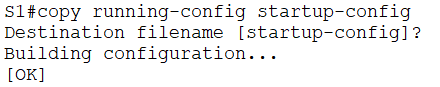 S1#copy running-config startup-config
Destination filename [startup-config]?
Building configuration...
[OK]